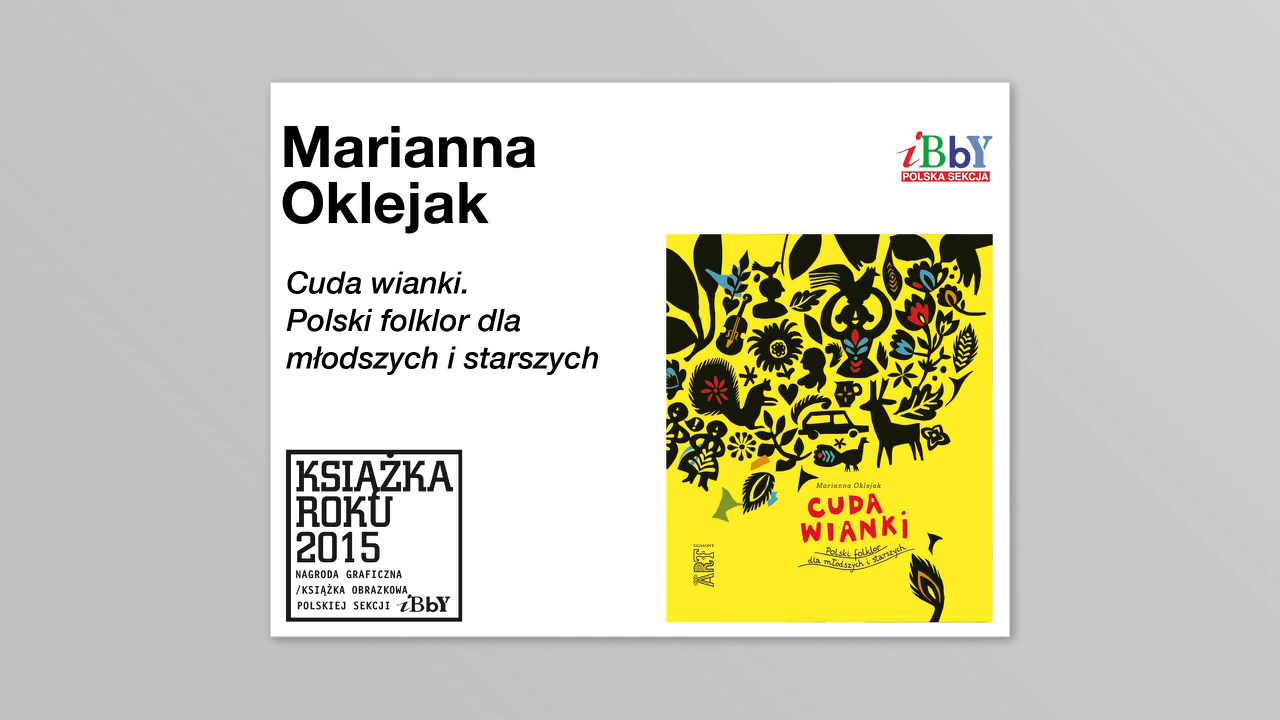 Marianna
Oklejak
iBbY
POLSKA SEKCJA
Cuda wianki.
Polski folklor dla
młodszych i starszych
KSIĄŻKA
ROKU
2015
NAGRODA GRAFICZNA
/KSIĄŻKA OBRAZKOWA
POLSKIEJ SEKCJI iBbY
Marianna Oklejak
CUDA
WIANKi
Polski folklor
dla młodszych i starszych
EGMONT
ART